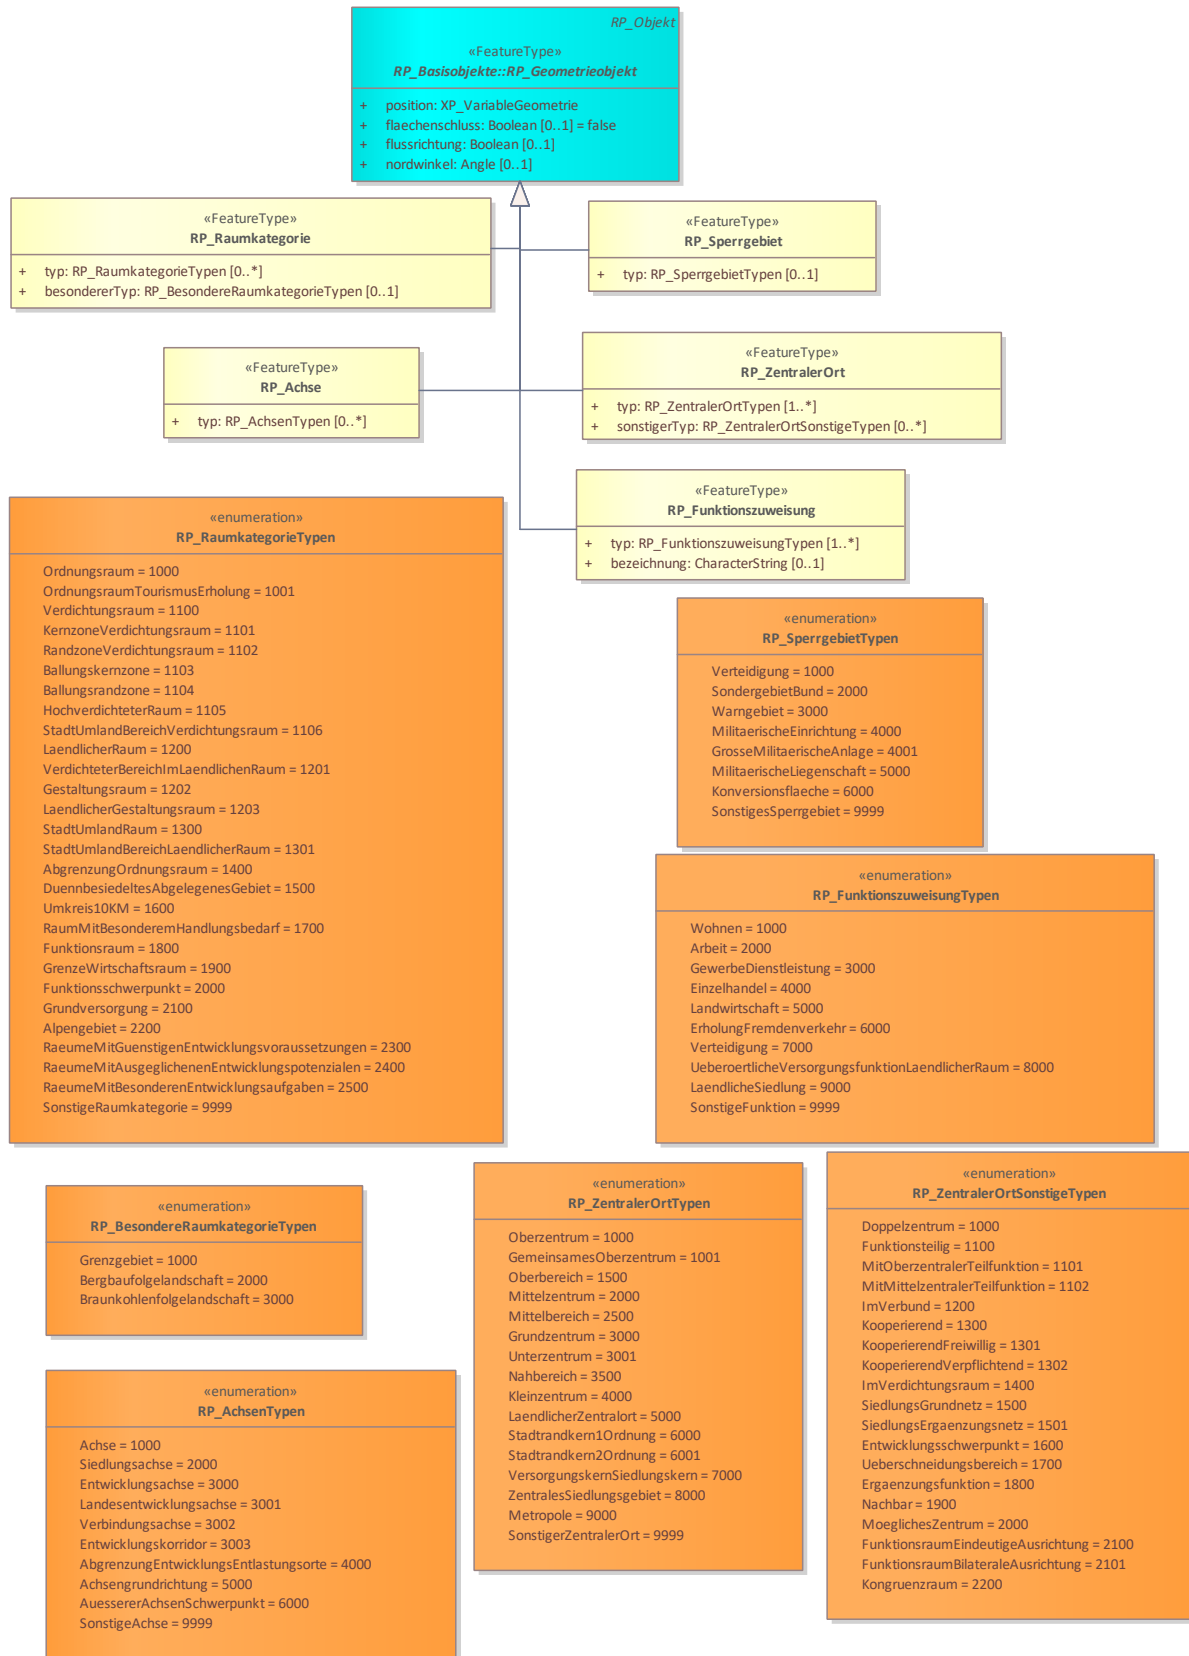 RP_Objekt
«FeatureType»
RP_Basisobjekte::RP_Geometrieobjekt
+ position: XP_VariableGeometrie
+ flaechenschluss: Boolean [0..1] = false
+ flussrichtung: Boolean [0..1]
+ nordwinkel: Angle [0..1]
«FeatureType»
RP_Raumkategorie
+ typ: RP_RaumkategorieTypen [0..*]
+ besondererTyp: RP_BesondereRaumkategorieTypen [0..1]
«FeatureType»
RP_Sperrgebiet
+ typ: RP_SperrgebietTypen [0..1]
«FeatureType»
RP_Achse
+ typ: RP_AchsenTypen [0..*]
«FeatureType»
RP_ZentralerOrt
+ typ: RP_ZentralerOrtTypen [1..*]
+ sonstigerTyp: RP_ZentralerOrtSonstigeTypen [0..*]
«FeatureType»
RP_Funktionszuweisung
+ typ: RP_FunktionszuweisungTypen [1..*]
+ bezeichnung: CharacterString [0..1]
«enumeration»
RP_RaumkategorieTypen
Ordnungsraum = 1000
OrdnungsraumTourismusErholung = 1001
Verdichtungsraum = 1100
KernzoneVerdichtungsraum = 1101
RandzoneVerdichtungsraum = 1102
Ballungskernzone = 1103
Ballungsrandzone = 1104
HochverdichteterRaum = 1105
StadtUmlandBereichVerdichtungsraum = 1106
LaendlicherRaum = 1200
VerdichteterBereichImLaendlichenRaum = 1201
Gestaltungsraum = 1202
LaendlicherGestaltungsraum = 1203
StadtUmlandRaum = 1300
StadtUmlandBereichLaendlicherRaum = 1301
AbgrenzungOrdnungsraum = 1400
DuennbesiedeltesAbgelegenesGebiet = 1500
Umkreis10KM = 1600
RaumMitBesonderemHandlungsbedarf = 1700
Funktionsraum = 1800
GrenzeWirtschaftsraum = 1900
Funktionsschwerpunkt = 2000
Grundversorgung = 2100
Alpengebiet = 2200
RaeumeMitGuenstigenEntwicklungsvoraussetzungen = 2300
RaeumeMitAusgeglichenenEntwicklungspotenzialen = 2400
RaeumeMitBesonderenEntwicklungsaufgaben = 2500
SonstigeRaumkategorie = 9999
«enumeration»
RP_SperrgebietTypen
Verteidigung = 1000
SondergebietBund = 2000
Warngebiet = 3000
MilitaerischeEinrichtung = 4000
GrosseMilitaerischeAnlage = 4001
MilitaerischeLiegenschaft = 5000
Konversionsflaeche = 6000
SonstigesSperrgebiet = 9999
«enumeration»
RP_FunktionszuweisungTypen
Wohnen = 1000
Arbeit = 2000
GewerbeDienstleistung = 3000
Einzelhandel = 4000
Landwirtschaft = 5000
ErholungFremdenverkehr = 6000
Verteidigung = 7000
UeberoertlicheVersorgungsfunktionLaendlicherRaum = 8000
LaendlicheSiedlung = 9000
SonstigeFunktion = 9999
«enumeration»
RP_BesondereRaumkategorieTypen
Grenzgebiet = 1000
Bergbaufolgelandschaft = 2000
Braunkohlenfolgelandschaft = 3000
«enumeration»
RP_AchsenTypen
Achse = 1000
Siedlungsachse = 2000
Entwicklungsachse = 3000
Landesentwicklungsachse = 3001
Verbindungsachse = 3002
Entwicklungskorridor = 3003
AbgrenzungEntwicklungsEntlastungsorte = 4000
Achsengrundrichtung = 5000
AuessererAchsenSchwerpunkt = 6000
SonstigeAchse = 9999
«enumeration»
RP_ZentralerOrtTypen
Oberzentrum = 1000
GemeinsamesOberzentrum = 1001
Oberbereich = 1500
Mittelzentrum = 2000
Mittelbereich = 2500
Grundzentrum = 3000
Unterzentrum = 3001
Nahbereich = 3500
Kleinzentrum = 4000
LaendlicherZentralort = 5000
Stadtrandkern1Ordnung = 6000
Stadtrandkern2Ordnung = 6001
VersorgungskernSiedlungskern = 7000
ZentralesSiedlungsgebiet = 8000
Metropole = 9000
SonstigerZentralerOrt = 9999
«enumeration»
RP_ZentralerOrtSonstigeTypen
Doppelzentrum = 1000
Funktionsteilig = 1100
MitOberzentralerTeilfunktion = 1101
MitMittelzentralerTeilfunktion = 1102
ImVerbund = 1200
Kooperierend = 1300
KooperierendFreiwillig = 1301
KooperierendVerpflichtend = 1302
ImVerdichtungsraum = 1400
SiedlungsGrundnetz = 1500
SiedlungsErgaenzungsnetz = 1501
Entwicklungsschwerpunkt = 1600
Ueberschneidungsbereich = 1700
Ergaenzungsfunktion = 1800
Nachbar = 1900
MoeglichesZentrum = 2000
FunktionsraumEindeutigeAusrichtung = 2100
FunktionsraumBilateraleAusrichtung = 2101
Kongruenzraum = 2200